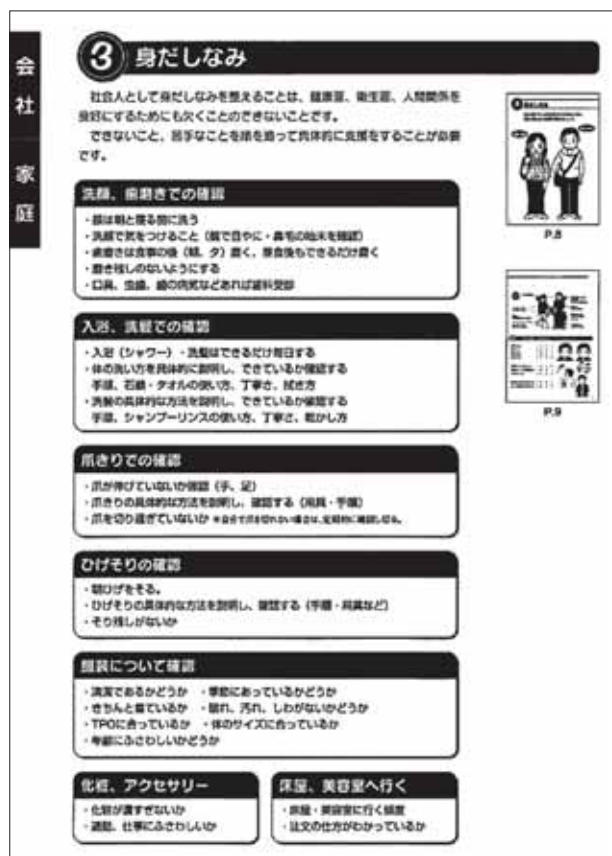 会社 家庭
3 身だしなみ
社会人として身だしなみを整えることは、健康面、衛生面、人間関係を
良好にするためにも欠くことのできないことです。
できないこと、苦手なことを順を追って具体的に支援をすることが必要
です。
洗顔、歯磨きでの確認
・顔は朝と寝る前に洗う
・洗顔で気をつけること（鏡で目やに・鼻毛の始末を確認）
・歯磨きは食事の後（朝、夕）磨く、昼食後もできるだけ磨く
・磨き残しのないようにする
・口臭、虫歯、歯の病気などあれば歯科受診
入浴、洗髪での確認
・入浴（シャワー）・洗髪はできるだけ毎日する
・体の洗い方を具体的に説明し、できているか確認する
手順、石鹸・タオルの使い方、丁寧さ、拭き方
・洗髪の具体的な方法を説明し、できているか確認する
手順、シャンプーリンスの使い方、丁寧さ、乾かし方
爪きりでの確認
・爪が伸びていないか確認（手、足）
・爪きりの具体的な方法を説明し、確認する（用具・手順）
・爪を切り過ぎていないか ※自分で爪を切れない場合は、定期的に確認し切る。
ひげそりの確認
・朝ひげをそる。
・ひげそりの具体的な方法を説明し、確認する（手順・用具など）
・そり残しがないか
服装について確認
・清潔であるかどうか ・季節にあっているかどうか
・きちんと着ているか ・破れ、汚れ、しわがないかどうか
・TPOに合っているか ・体のサイズに合っているか
・年齢にふさわしいかどうか
化粧、アクセサリー
・化粧が濃すぎないか
・通勤、仕事にふさわしいか
床屋、美容室へ行く
・床屋・美容室に行く頻度
・注文の仕方がわかっているか
P.8
P.9